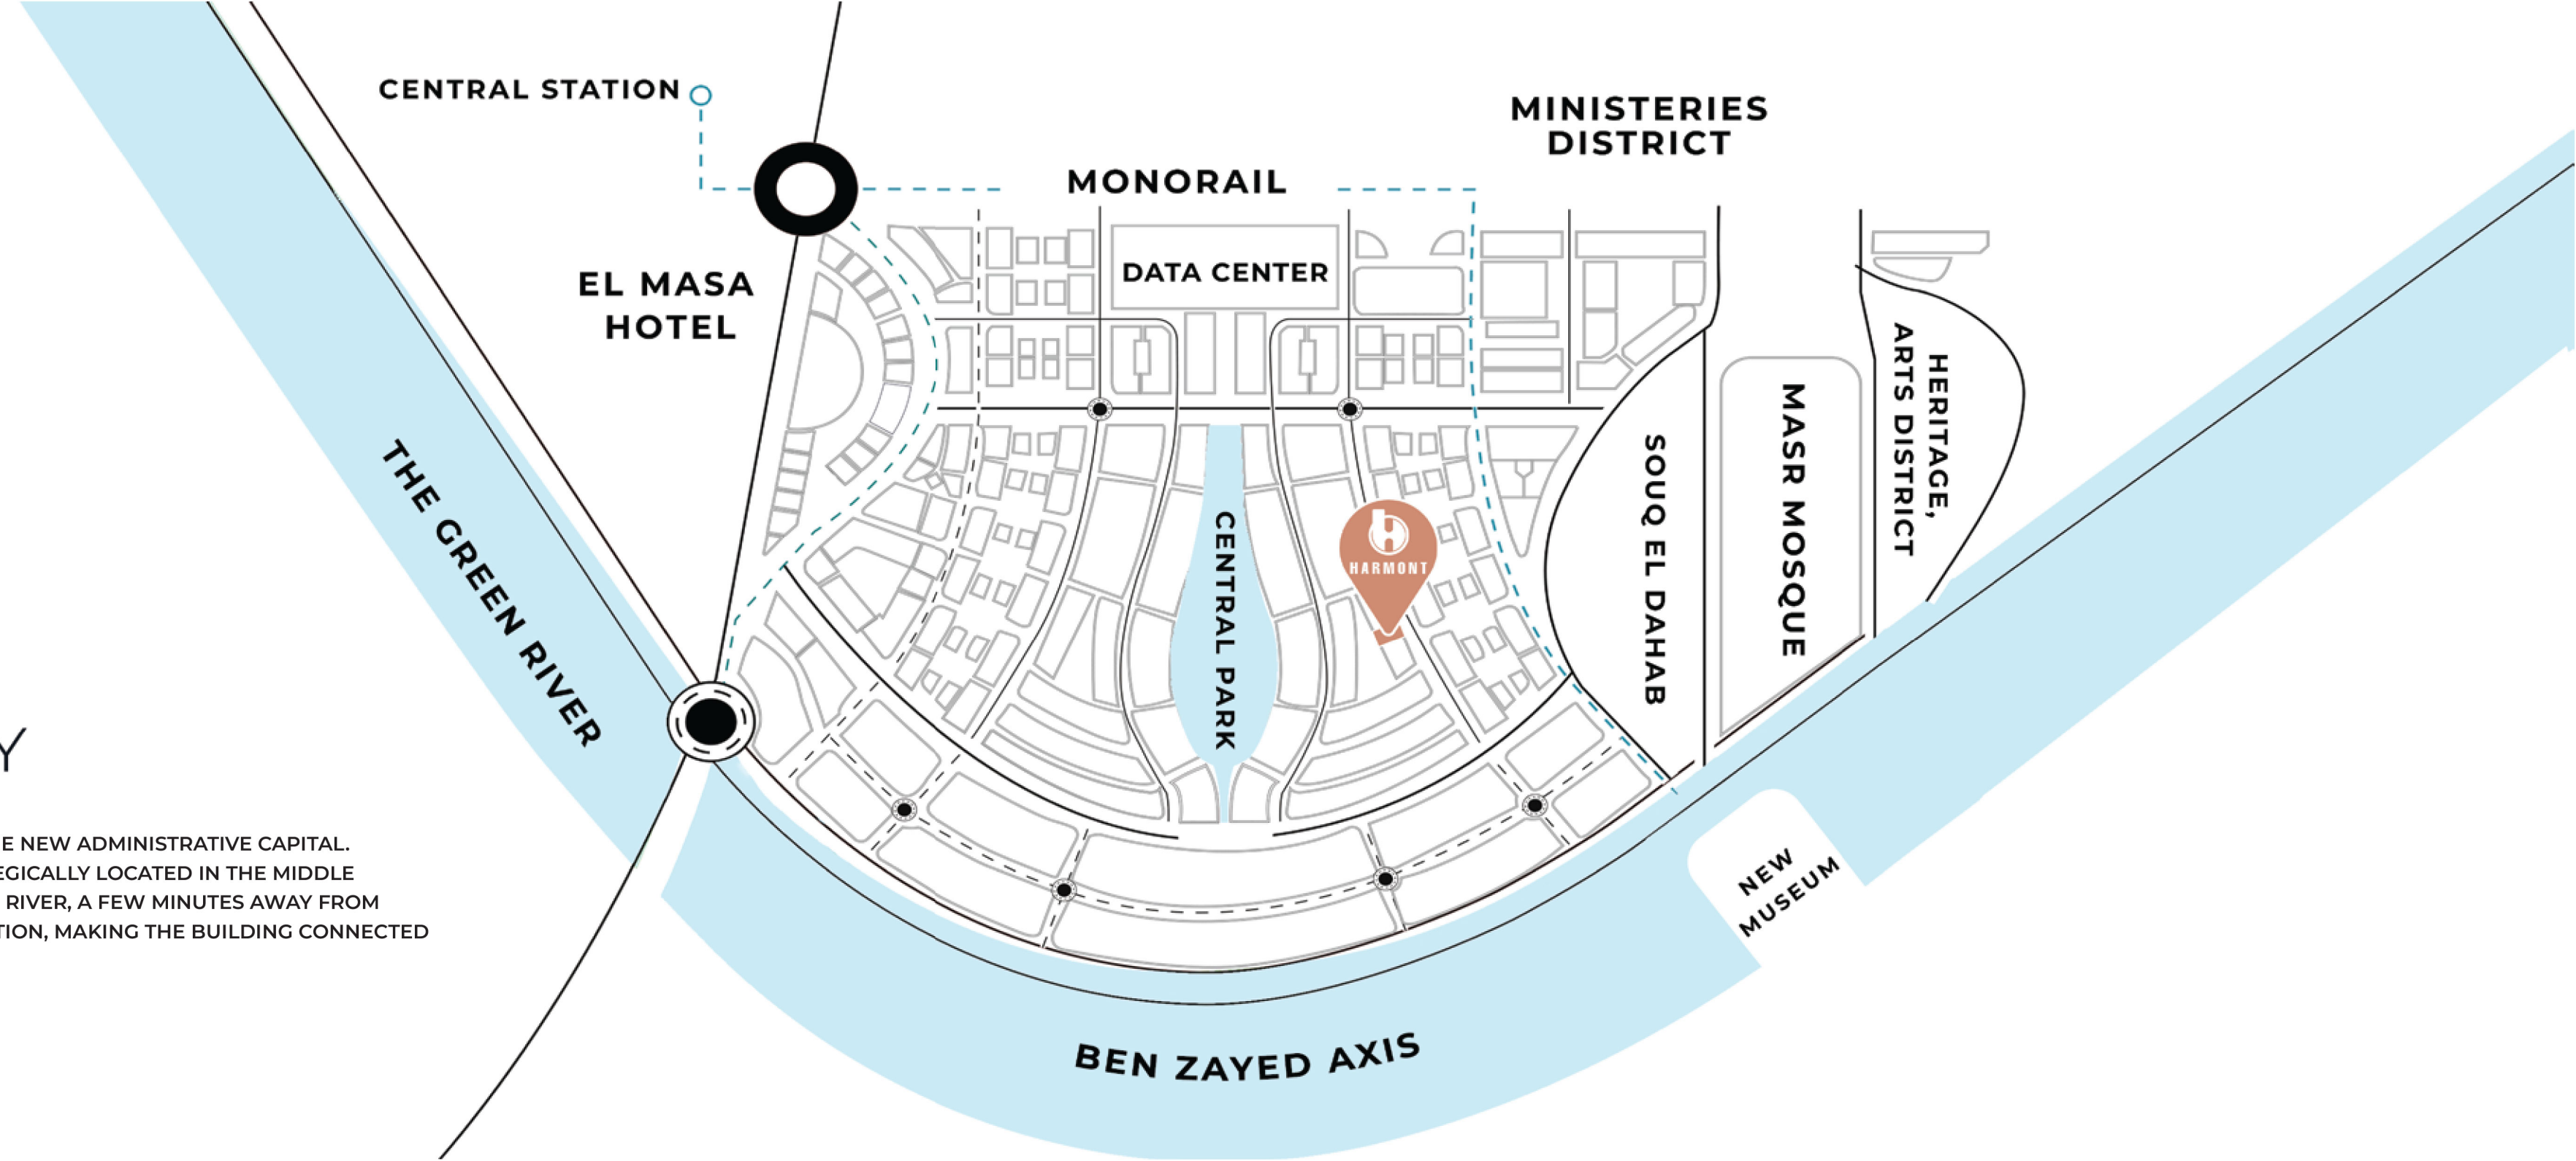 CENTRAL STATION
MINISTERIES
DISTRICT
MONORAIL
DATA CENTER
EL MASA
HOTEL
THE GREEN RIVER
CENTRAL PARK
HARMONT
SOUQ EL DAHAB
MASR MOSQUE
HERITAGE,
ARTS DISTRICT
NEW
MUSEUM
BEN ZAYED AXIS
Y
E NEW ADMINISTRATIVE CAPITAL.
EGICALLY LOCATED IN THE MIDDLE
RIVER, A FEW MINUTES AWAY FROM
TION, MAKING THE BUILDING CONNECTED